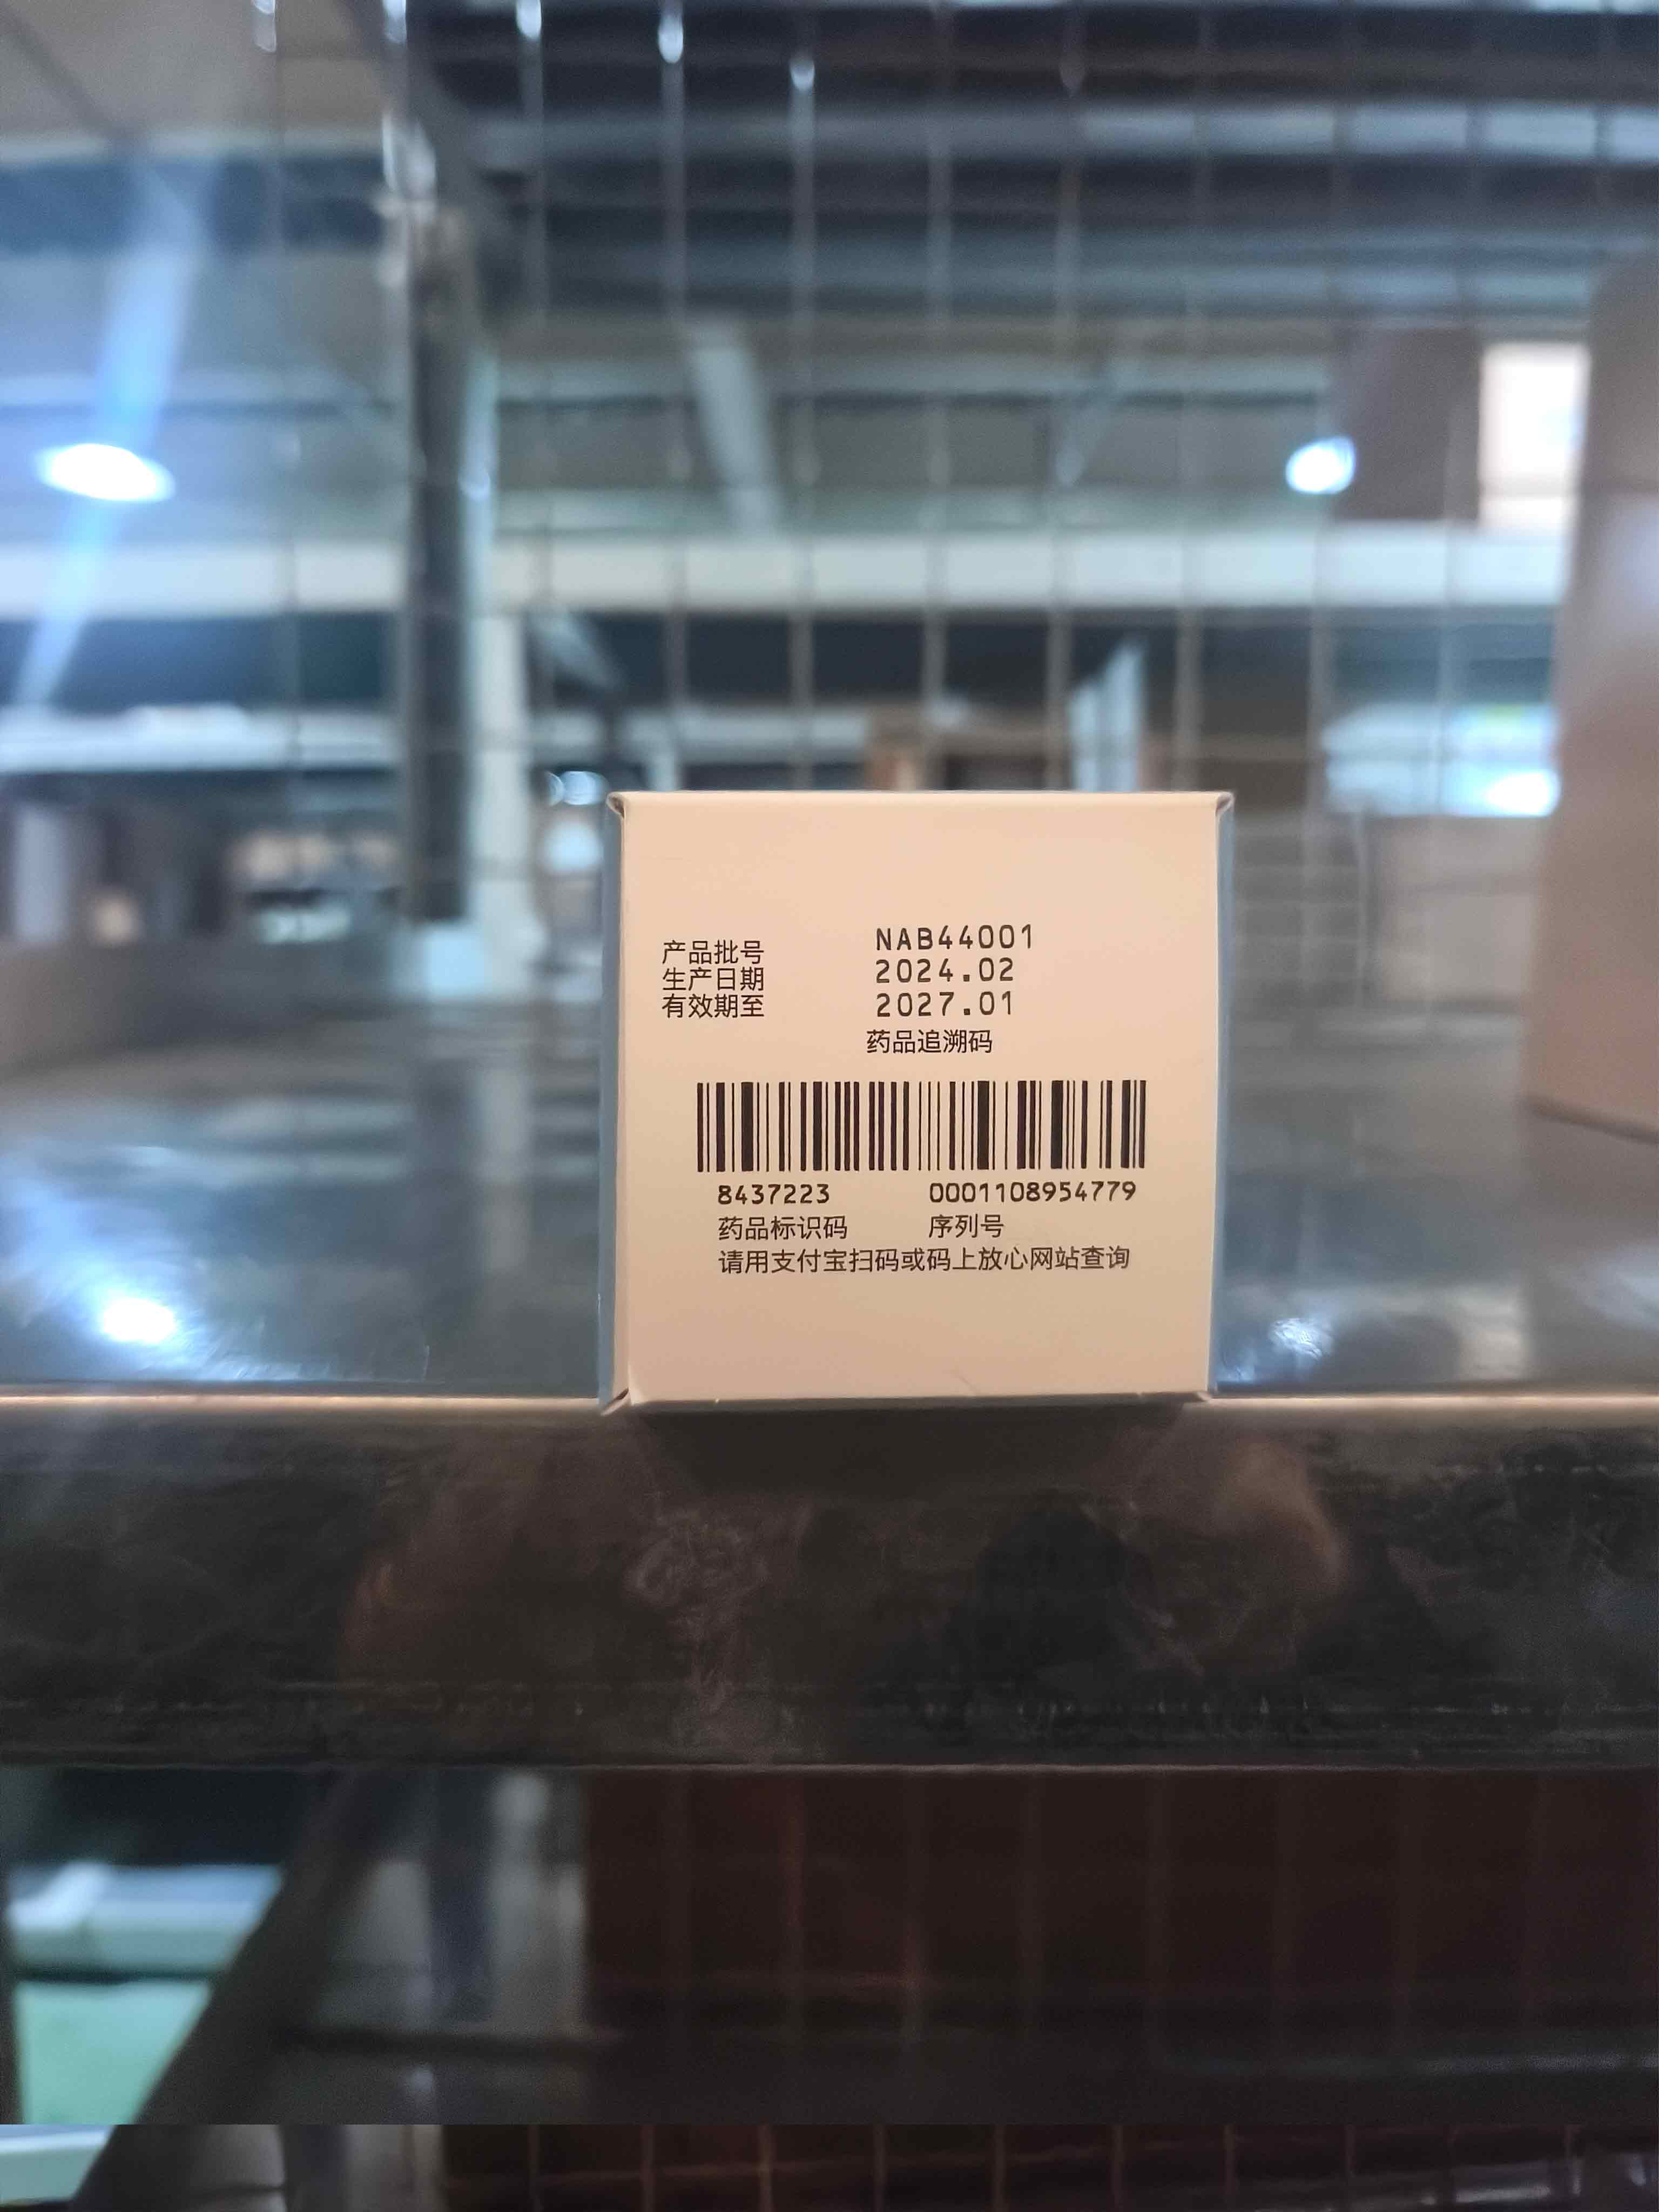 产品批号 NAB44001
生产日期 2024.02
有效期至 2027.01
药品追溯码
8437223 0001108954779
药品标识码 序列号
请用支付宝扫码或码上放心网站查询